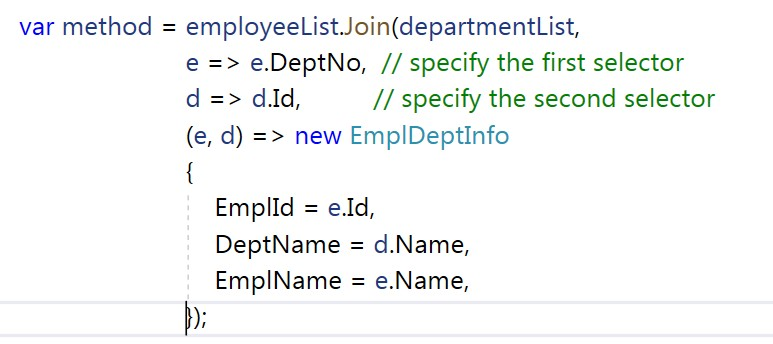 var method = employeeList.Join(departmentList,
e => e.DeptNo,  // specify the first selector
d => d.Id,  // specify the second selector
(e, d) => new EmplDeptInfo
{
EmplId = e.Id,
DeptName = d.Name,
EmplName = e.Name,
});